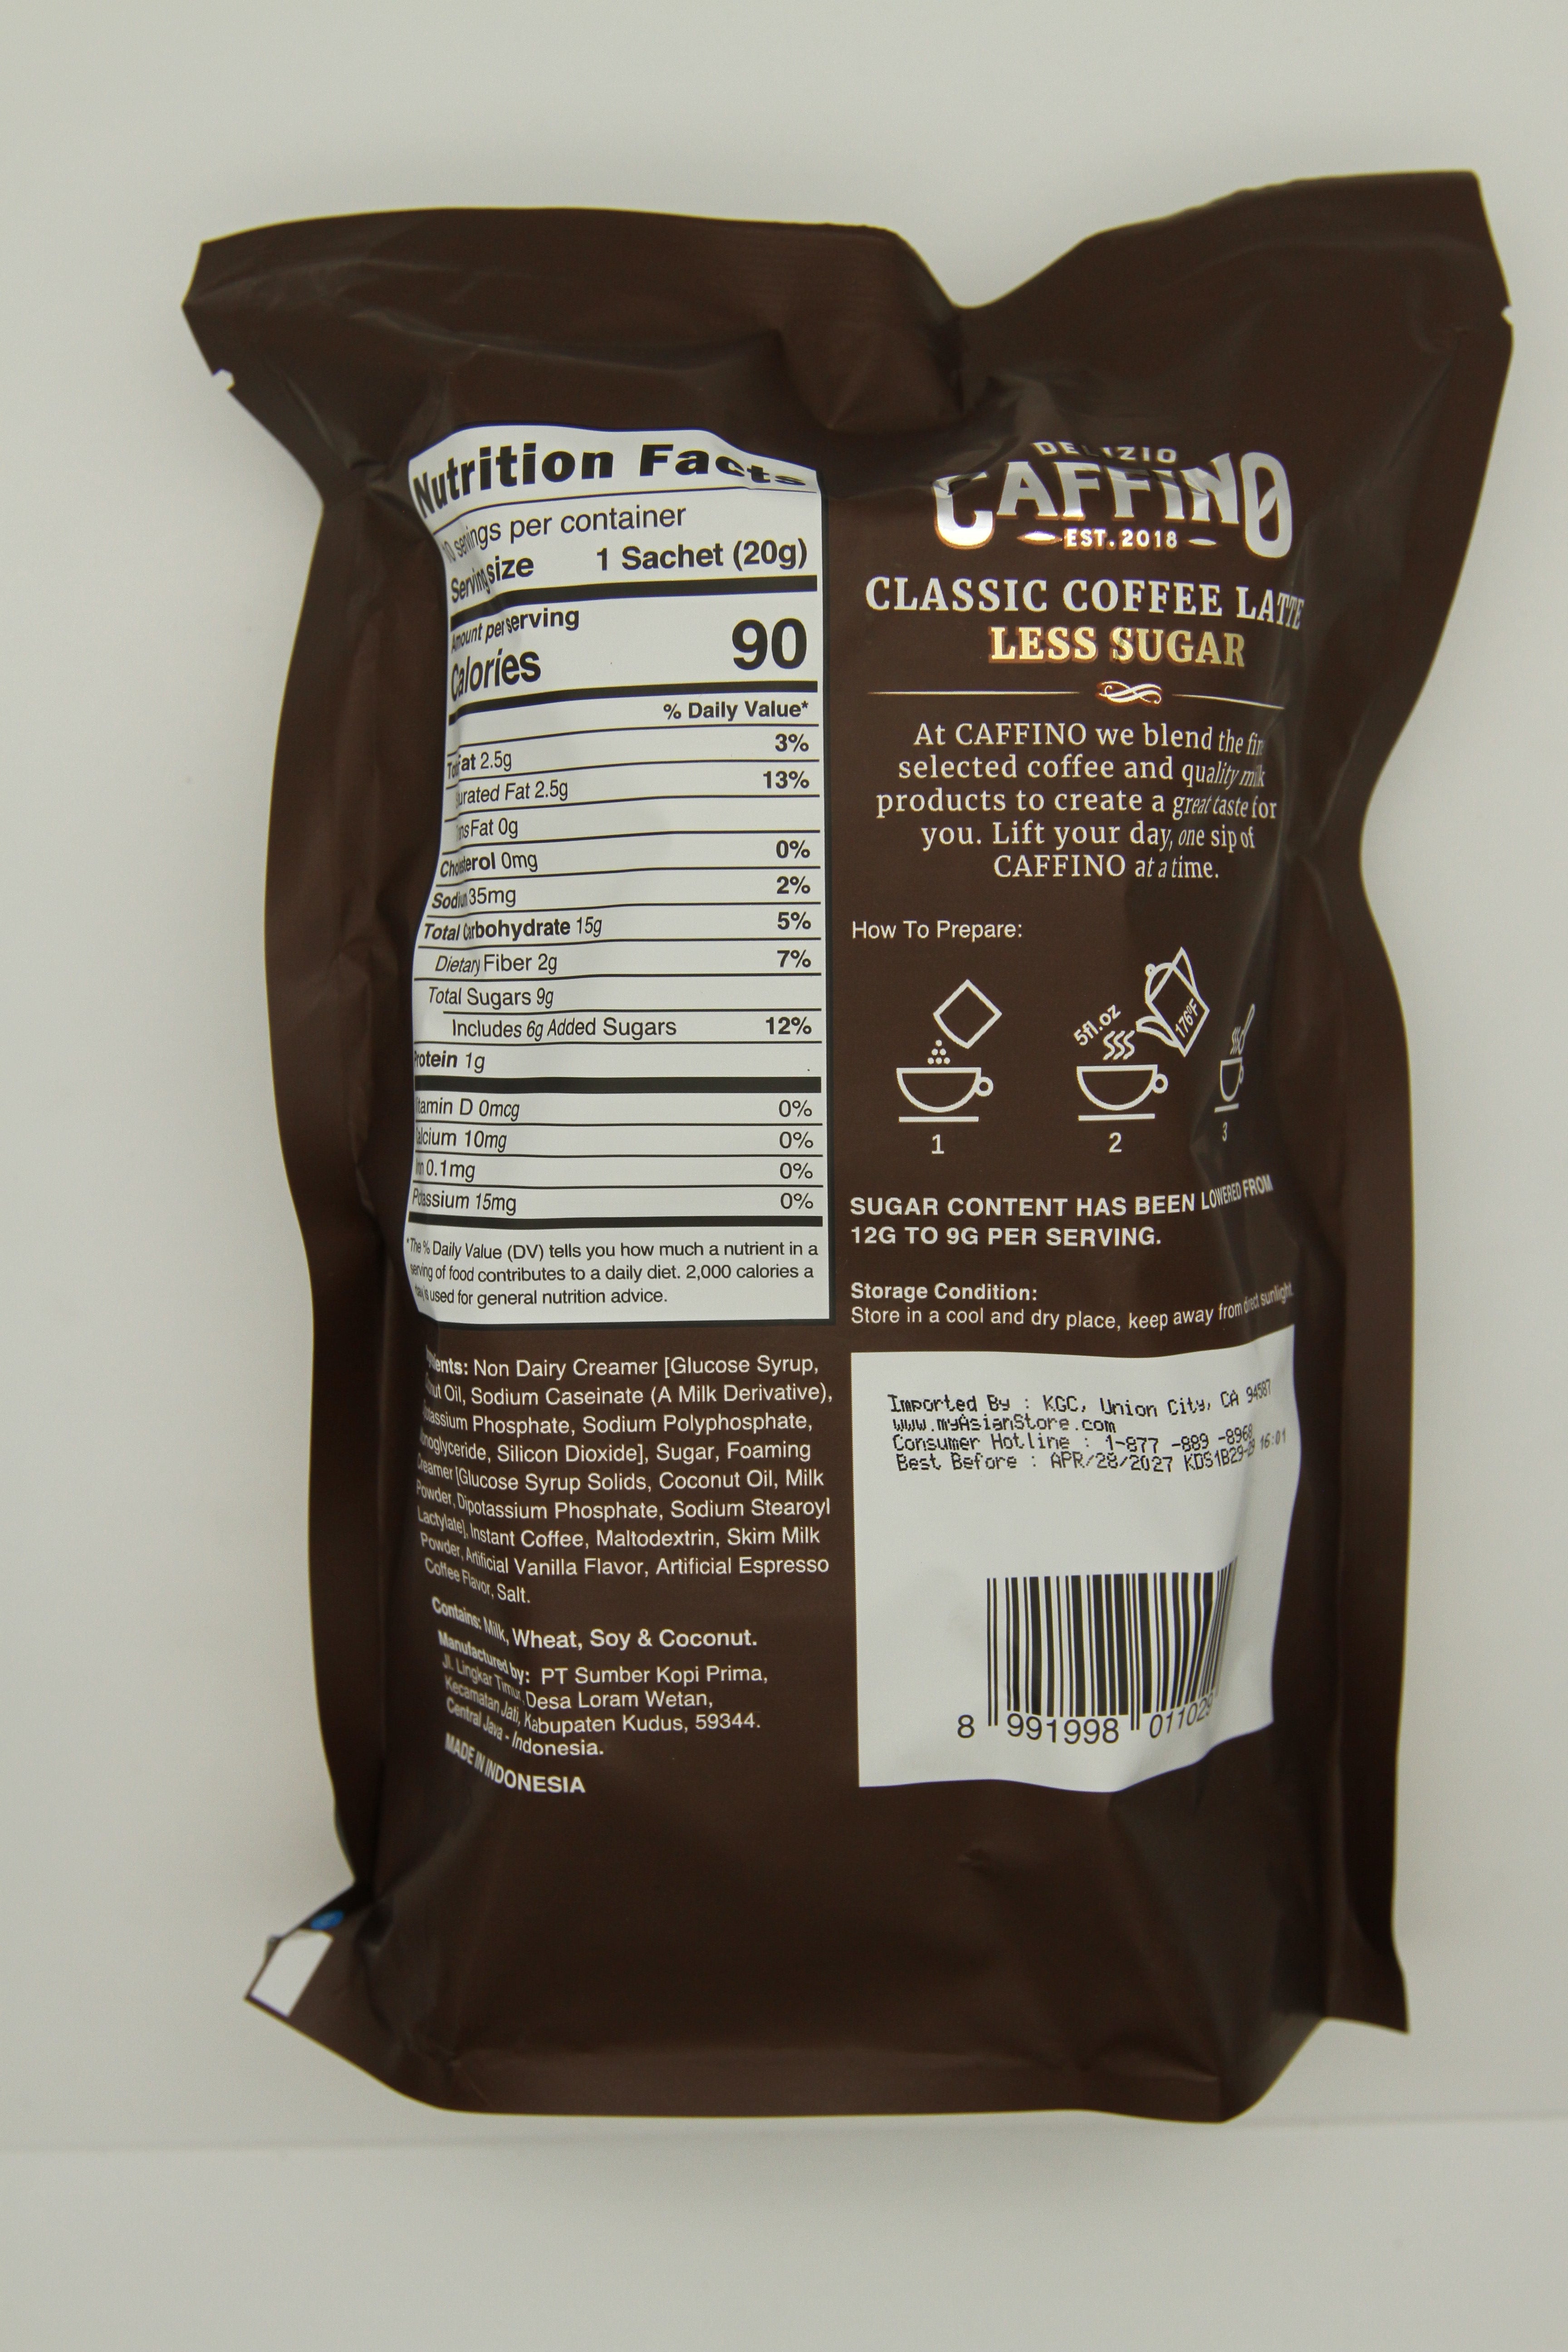 Nutrition Facts
servings per container
Serving size 1 Sachet (20g)
Amount per serving
Calories 90
% Daily Value*
Fat 2.5g 3%
Fat 2.5g 13%
Fat 0g
Cholesterol 0mg 0%
Sodium 35mg 2%
Total Carbohydrate 15g 5%
Dietary Fiber 2g 7%
Total Sugars 9g
Includes 6g Added Sugars 12%
Protein 1g
Vitamin D 0mcg 0%
Calcium 10mg 0%
0.1mg 0%
Potassium 15mg 0%
*The % Daily Value (DV) tells you how much a nutrient in a
serving of food contributes to a daily diet. 2,000 calories a
used for general nutrition advice.
Non Dairy Creamer [Glucose Syrup,
Oil, Sodium Caseinate (A Milk Derivative),
Phosphate, Sodium Polyphosphate,
Silicon Dioxide], Sugar, Foaming
Creamer [Glucose Syrup Solids, Coconut Oil, Milk
Powder, Dipotassium Phosphate, Sodium Stearoyl
Lactylate], Instant Coffee, Maltodextrin, Skim Milk
Powder, Artificial Vanilla Flavor, Artificial Espresso
Coffee Flavor, Salt.
Contains: Milk, Wheat, Soy & Coconut.
Manufactured by: PT Sumber Kopi Prima,
Jl. Lingkar Timur, Desa Loram Wetan,
Kecamatan Jati, Kabupaten Kudus, 59344.
Central Java - Indonesia.
MADE IN INDONESIA
DELIZIO
CAFFINO
EST. 2018
CLASSIC COFFEE LATTE
LESS SUGAR
At CAFFINO we blend the
selected coffee and quality milk
products to create a great taste for
you. Lift your day, one sip of
CAFFINO at a time.
How To Prepare:
5fl.oz
176°F
1 2 3
SUGAR CONTENT HAS BEEN LOWERED FROM
12G TO 9G PER SERVING.
Storage Condition:
Store in a cool and dry place, keep away from direct sunlight.
Imported By : KGC, Union City, CA 94587
www.myAsianStore.com
Consumer Hotline : 1-877 -889 -8968
Best Before : APR/28/2027 16:01
8 991998 011029